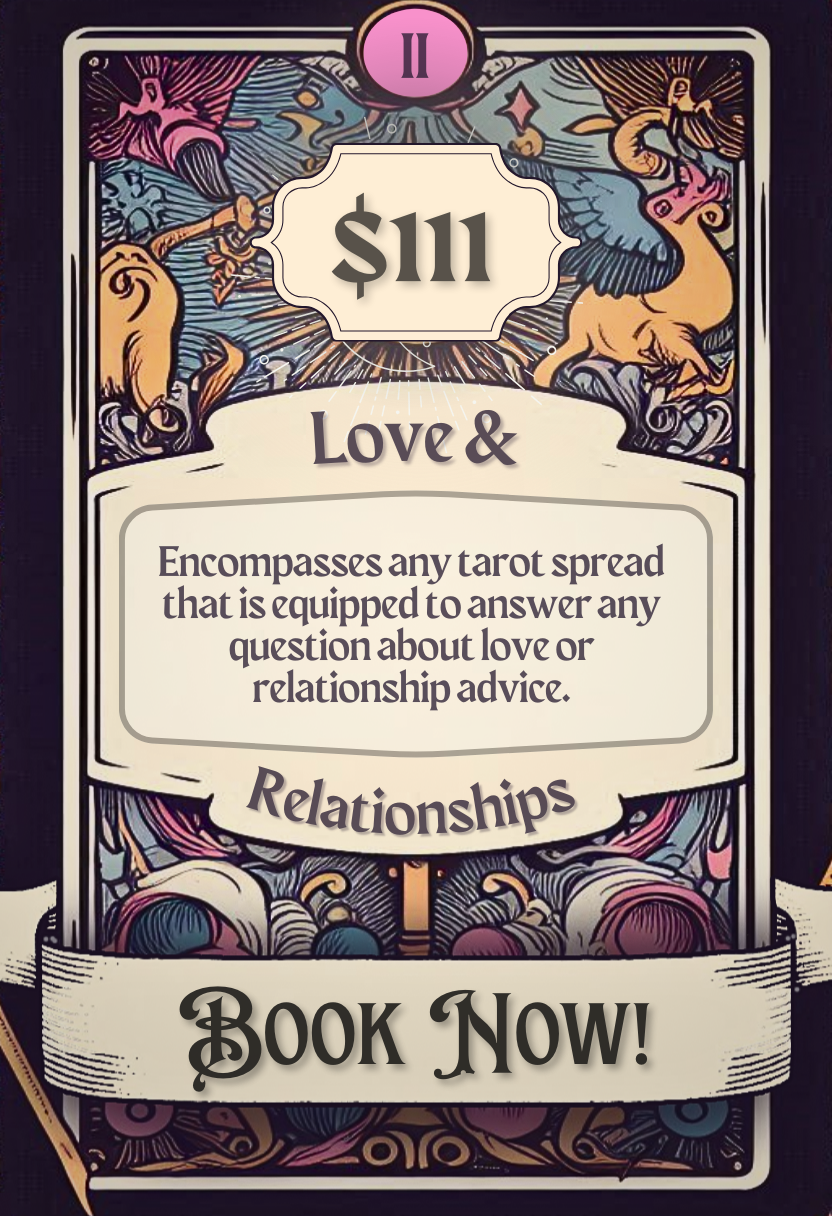 II
$111
Love &
Encompasses any tarot spread
that is equipped to answer any
question about love or
relationship advice.
Relationships
Book Now!